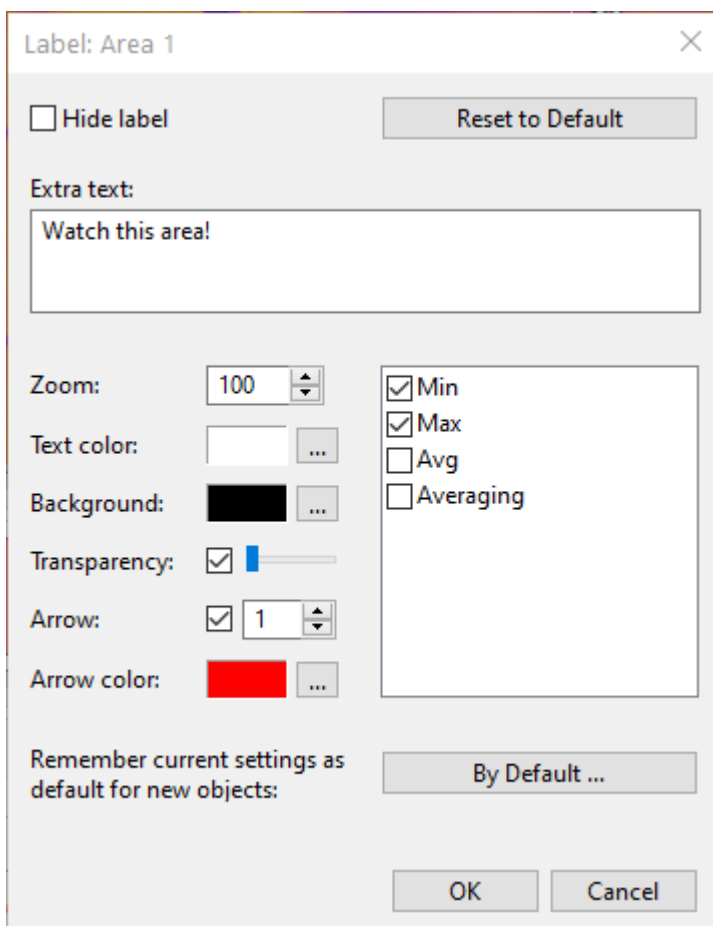 Label: Area 1
Hide label
Reset to Default
Extra text:
Watch this area!
Zoom:
100
Min
Max
Text color:
...
Avg
Background:
...
Averaging
Transparency:
Arrow:
1
Arrow color:
...
Remember current settings as
default for new objects:
By Default ...
OK
Cancel